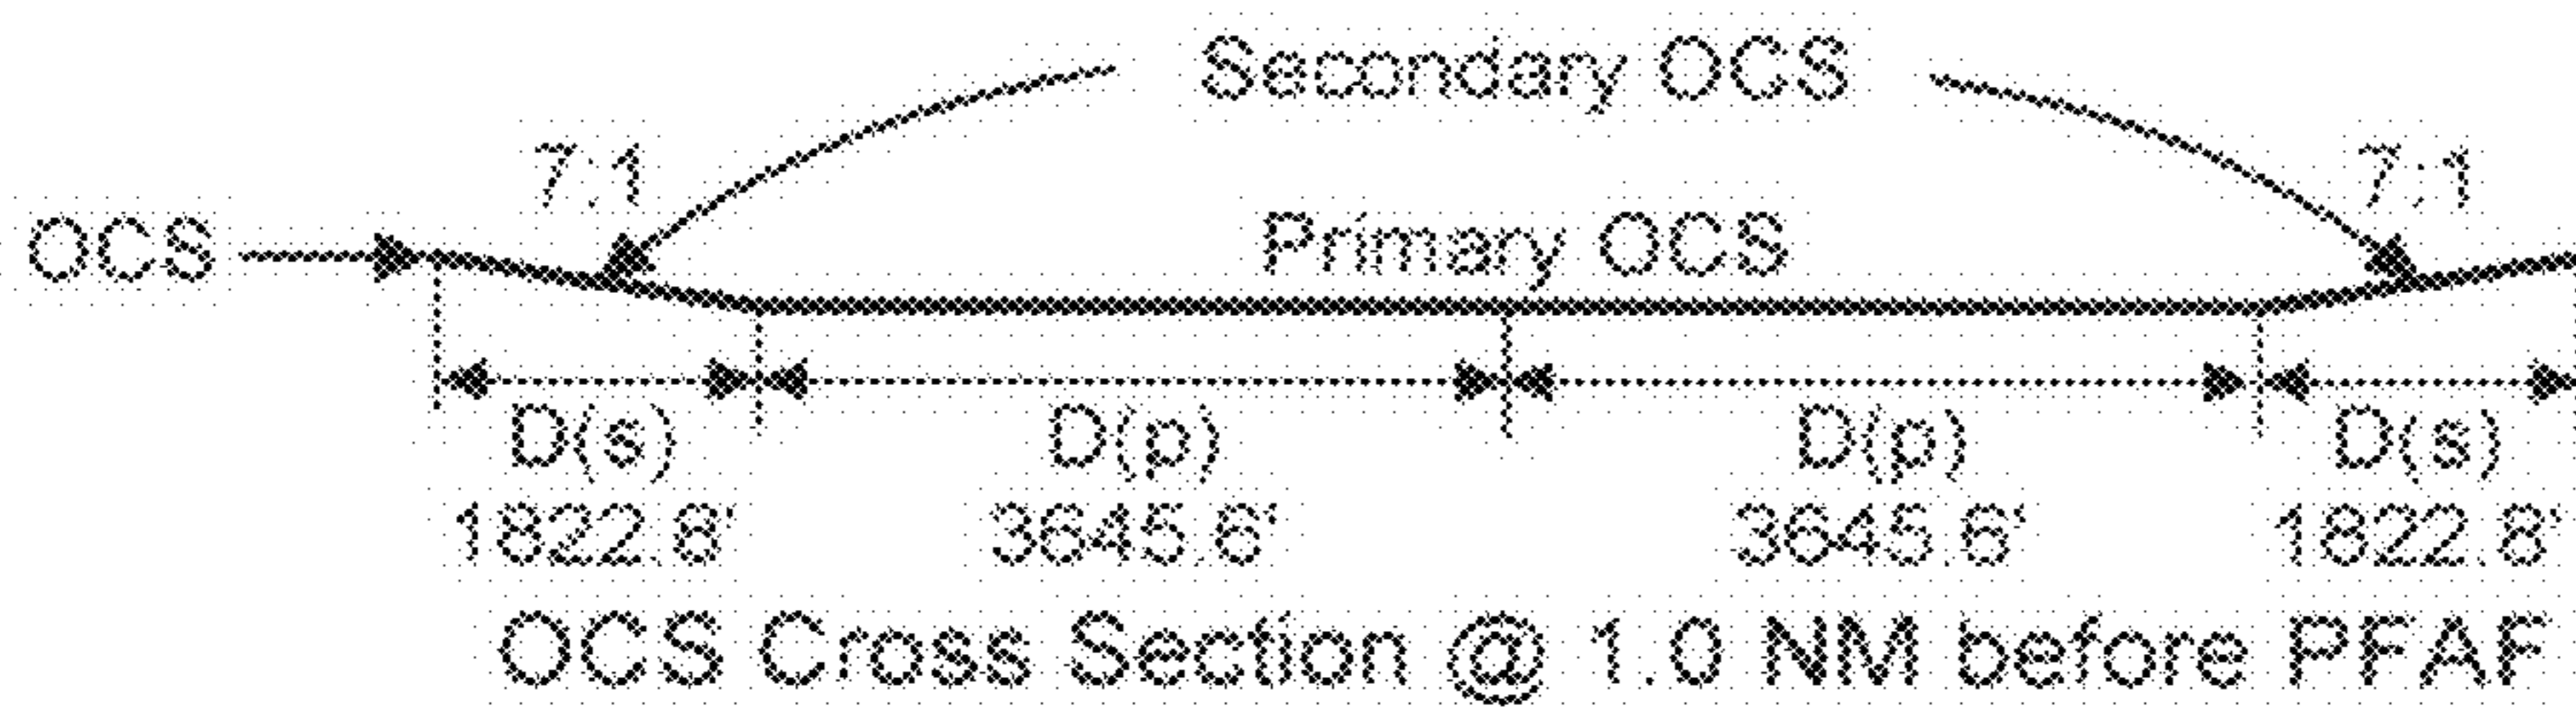 Secondary OCS
7:1
7:1
OCS
Primary OCS
D(s)
D(p)
D(p)
D(s)
1822.8'
3645.6'
3645.6'
1822.8'
OCS Cross Section @ 1.0 NM before PFAF